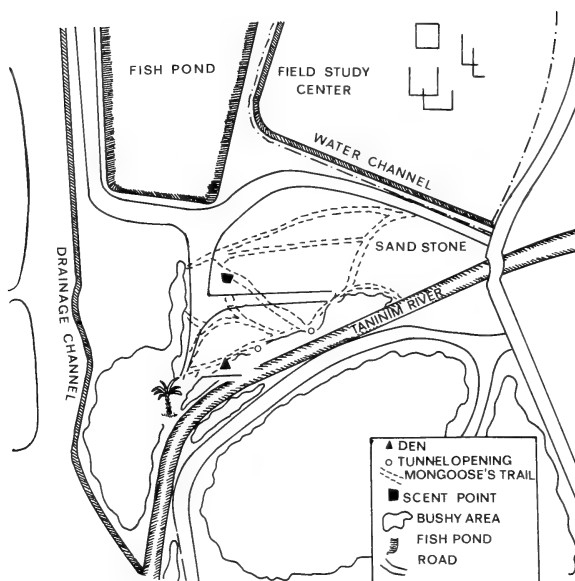 FISH POND
FIELD STUDY
CENTER
WATER CHANNEL
SAND STONE
DRAINAGE CHANNEL
TANINIM RIVER
DEN
TUNNEL OPENING
MONGOOSE'S TRAIL
SCENT POINT
BUSHY AREA
FISH POND
ROAD